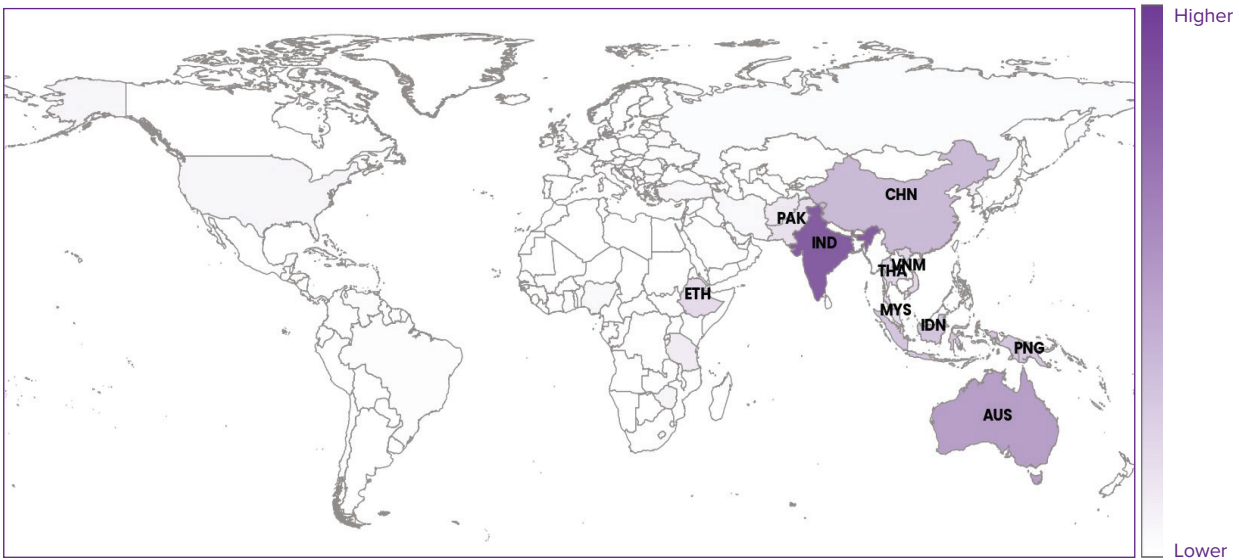 Higher
CHN
PAK
IND
VNM
THA
ETH
MYS
IDN
PNG
AUS
Lower